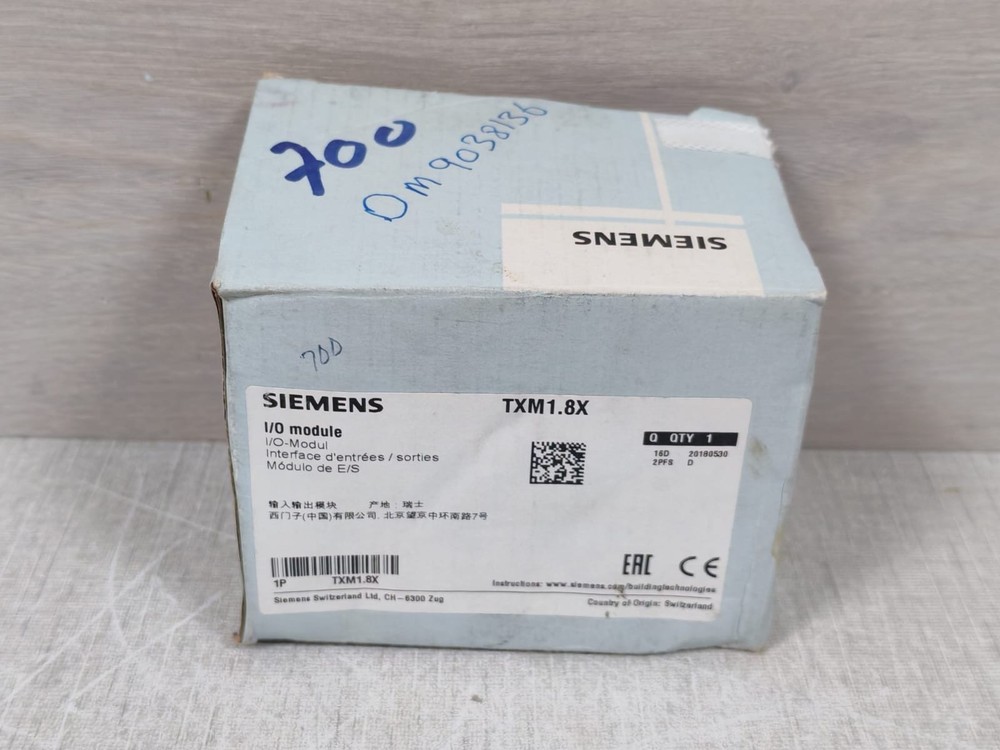 700
OM9038136
SIEMENS
700
SIEMENS TXM1.8X
I/O module
I/O-Modul
Interface d'entrées / sorties
Módulo de E/S
Q QTY 1
16D 20180530
2PFS D
输入输出模块 产地: 瑞士
西门子(中国)有限公司, 北京望京中环南路7号
1P TXM1.8X
EAC CE
Instructions: www.siemens.com/buildingtechnologies
Siemens Switzerland Ltd, CH-6300 Zug
Country of Origin: Switzerland